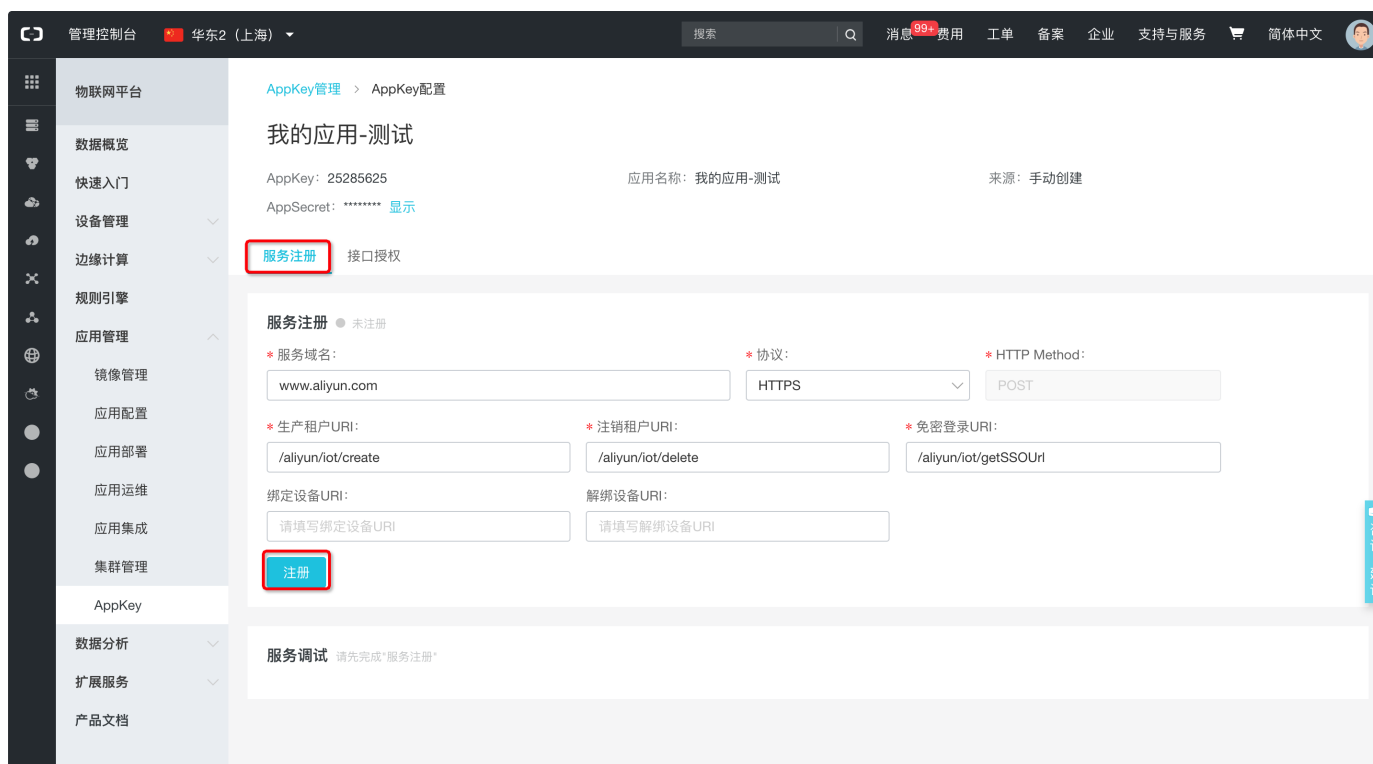 管理控制台 华东2（上海） 搜索 消息 99+ 费用 工单 备案 企业 支持与服务 简体中文
物联网平台
数据概览
快速入门
设备管理
边缘计算
规则引擎
应用管理
镜像管理
应用配置
应用部署
应用运维
应用集成
集群管理
AppKey
数据分析
扩展服务
产品文档
AppKey管理 > AppKey配置
我的应用-测试
AppKey：25285625 应用名称：我的应用-测试 来源：手动创建
AppSecret：******** 显示
服务注册 接口授权
服务注册 未注册
* 服务域名： * 协议： * HTTP Method：
www.aliyun.com HTTPS POST
* 生产租户URI： * 注销租户URI： * 免密登录URI：
/aliyun/iot/create /aliyun/iot/delete /aliyun/iot/getSSOUrl
绑定设备URI： 解绑设备URI：
请填写绑定设备URI 请填写解绑设备URI
注册
服务调试 请先完成"服务注册"